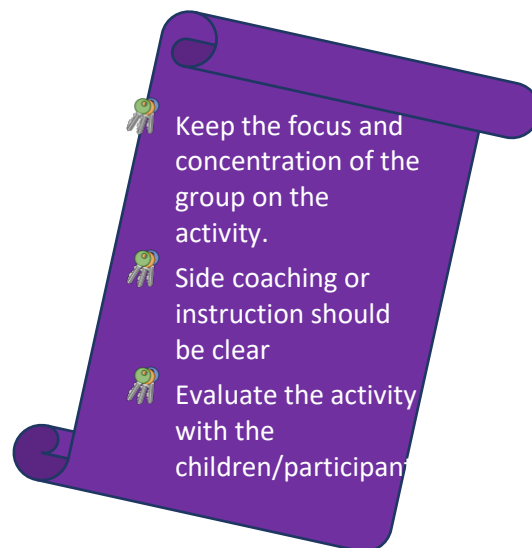 Keep the focus and
concentration of the
group on the
activity.
Side coaching or
instruction should
be clear
Evaluate the activity
with the
children/participant